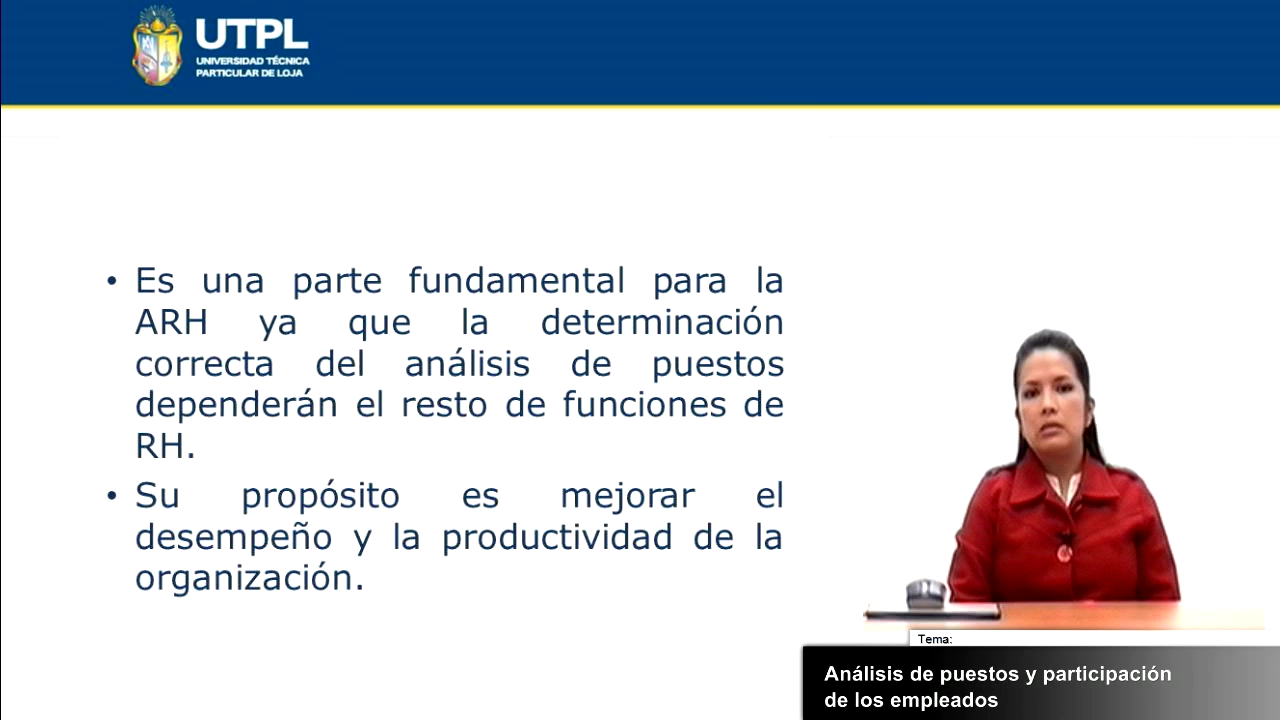 UTPL
UNIVERSIDAD TÉCNICA
PARTICULAR DE LOJA
• Es una parte fundamental para la
ARH ya que la determinación
correcta del análisis de puestos
dependerán el resto de funciones de
RH.
• Su propósito es mejorar el
desempeño y la productividad de la
organización.
Tema:
Análisis de puestos y participación
de los empleados